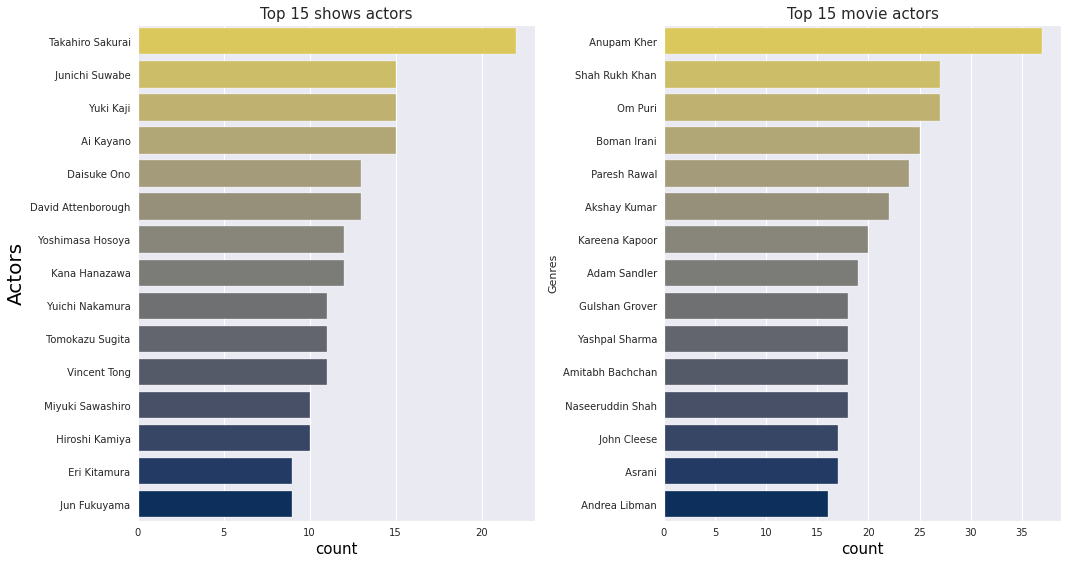 Top 15 shows actors
Actors
Takahiro Sakurai
Junichi Suwabe
Yuki Kaji
Ai Kayano
Daisuke Ono
David Attenborough
Yoshimasa Hosoya
Kana Hanazawa
Yuichi Nakamura
Tomokazu Sugita
Vincent Tong
Miyuki Sawashiro
Hiroshi Kamiya
Eri Kitamura
Jun Fukuyama
0 5 10 15 20
count
Top 15 movie actors
Genres
Anupam Kher
Shah Rukh Khan
Om Puri
Boman Irani
Paresh Rawal
Akshay Kumar
Kareena Kapoor
Adam Sandler
Gulshan Grover
Yashpal Sharma
Amitabh Bachchan
Naseeruddin Shah
John Cleese
Asrani
Andrea Libman
0 5 10 15 20 25 30 35
count